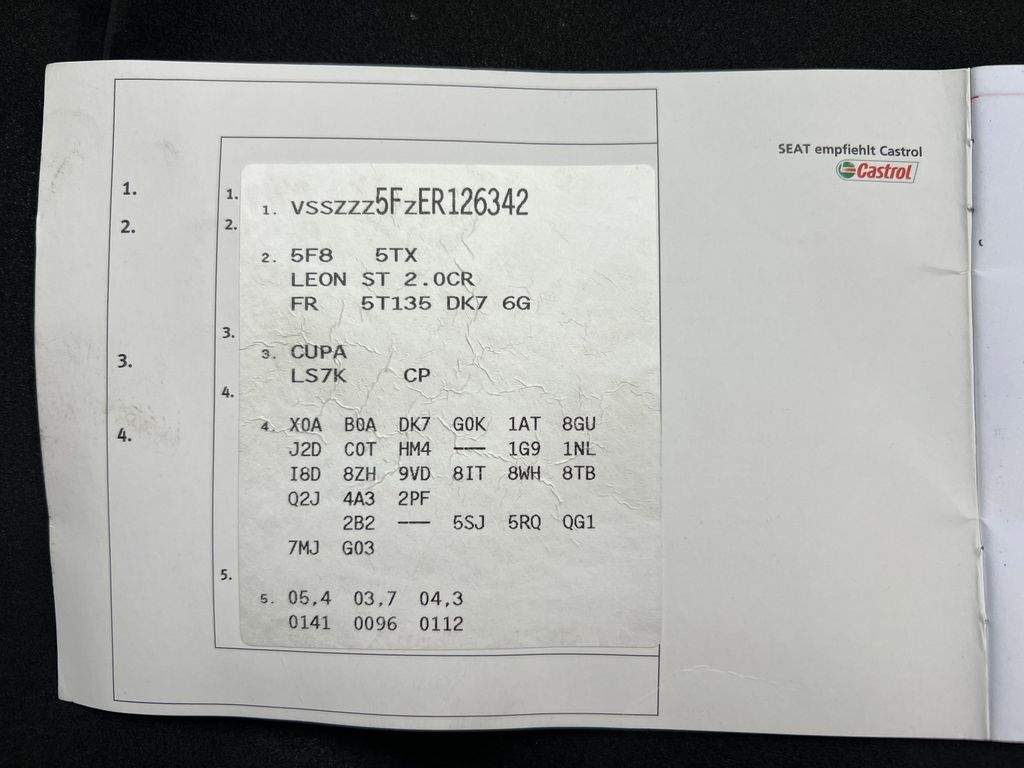 SEAT empfiehlt Castrol
Castrol
1. 1. 1. VSSZZZ5FZER126342
2. 2.
2. 5F8 5TX
LEON ST 2.0CR
FR 5T135 DK7 6G
3.
3. 3. CUPA
LS7K CP
4.
4. 4. X0A B0A DK7 G0K 1AT 8GU
J2D C0T HM4 --- 1G9 1NL
I8D 8ZH 9VD 8IT 8WH 8TB
Q2J 4A3 2PF
2B2 --- 5SJ 5RQ QG1
7MJ G03
5.
5. 05,4 03,7 04,3
0141 0096 0112